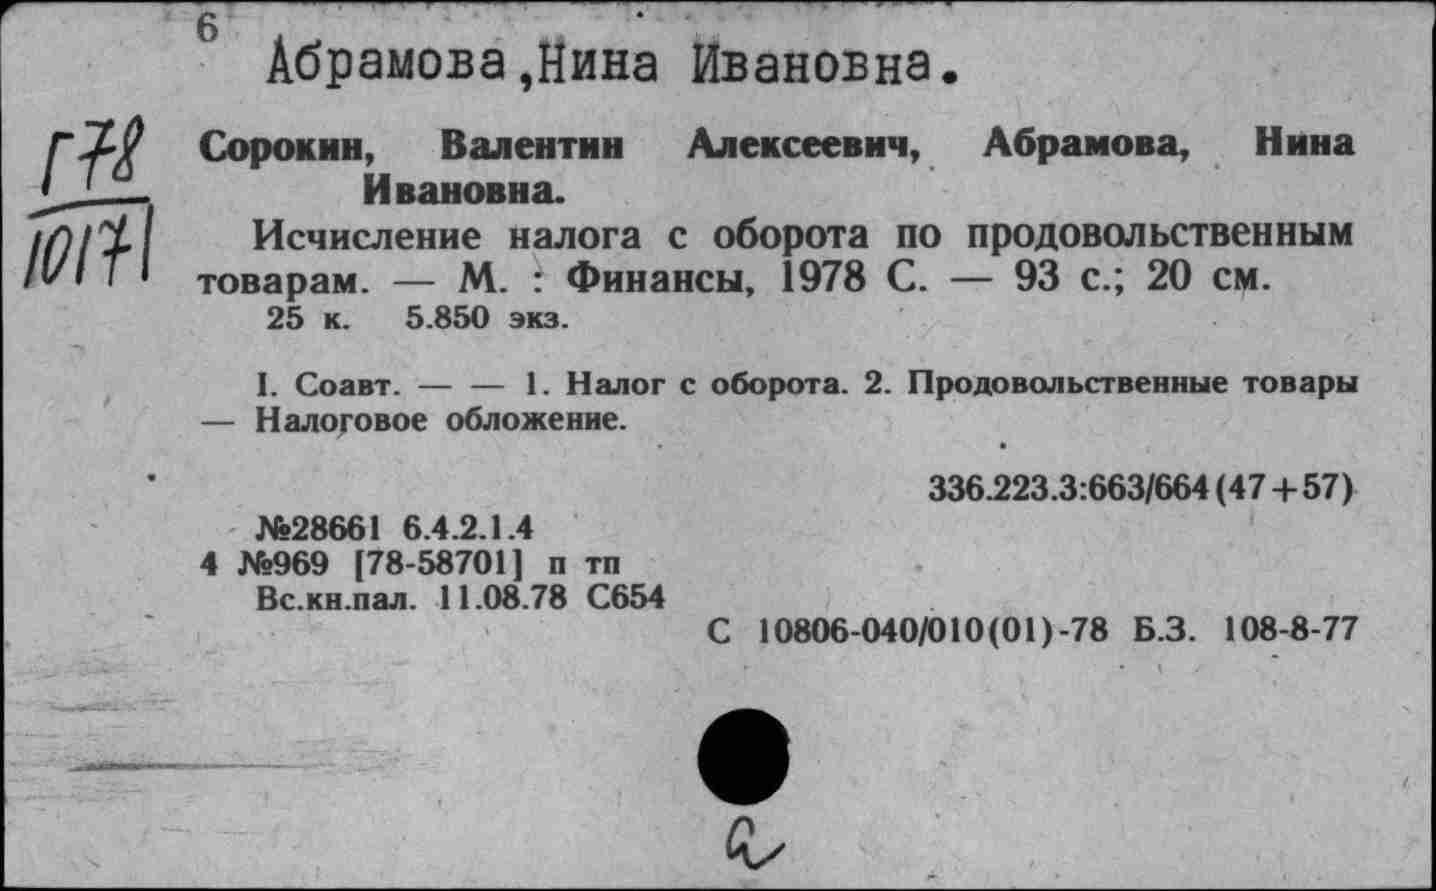 6
Абрамова,Нина Ивановна.
Г78
10171
Сорокин, Валентин Алексеевич, Абрамова, Нина
Ивановна.
Исчисление налога с оборота по продовольственным
товарам. — М. : Финансы, 1978 С. — 93 с.; 20 см.
25 к. 5.850 экз.
I. Соавт. — — 1. Налог с оборота. 2. Продовольственные товары
— Налоговое обложение.
336.223.3:663/664(47+57)
№28661 6.4.2.1.4
4 №969 [78-58701] п тп
Вс.кн.пал. 11.08.78 С654
С 10806-040/010(01)-78 Б.З. 108-8-77